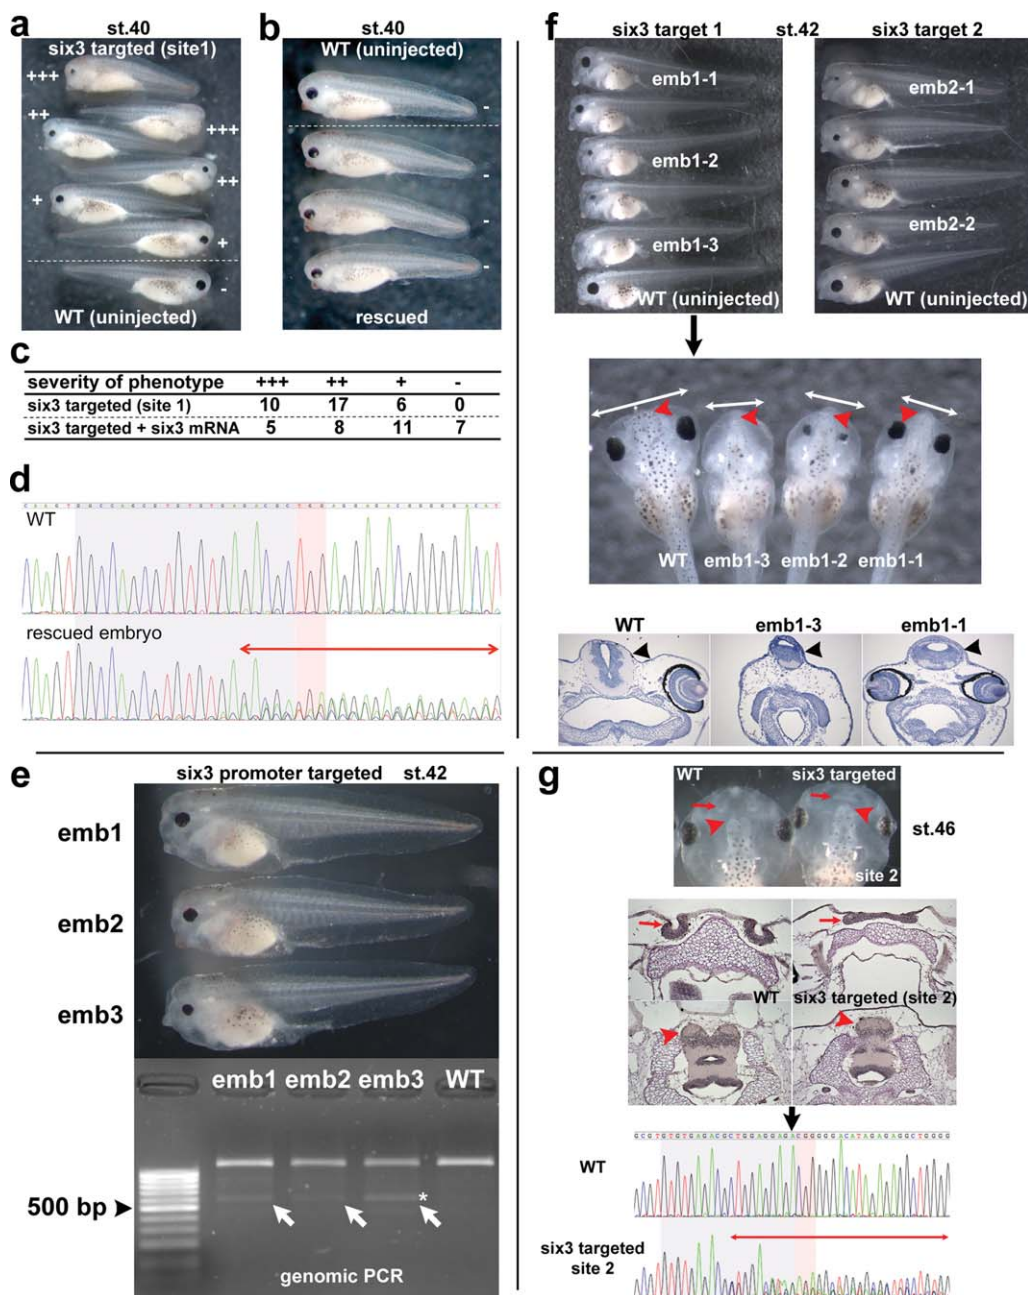 a
st.40
six3 targted (site1)
+++
++
+++
++
+
+
-
WT (uninjected)
b
st.40
WT (uninjected)
-
-
-
-
rescued
c
severity of phenotype +++ ++ + -
six3 targeted (site 1) 10 17 6 0
six3 targeted + six3 mRNA 5 8 11 7
d
WT
rescued embryo
e
six3 promoter targeted st.42
emb1
emb2
emb3
emb1 emb2 emb3 WT
*
500 bp
genomic PCR
f
six3 target 1 st.42 six3 target 2
emb1-1
emb1-2
emb1-3
WT (uninjected)
emb2-1
emb2-2
WT (uninjected)
WT emb1-3 emb1-2 emb1-1
WT emb-1-3 emb1-1
g
WT six3 targeted
st.46
site 2
WT six3 targeted (site 2)
GCGTGTGTGAGACGCTGGAGGAGACGGGGGACATAGAGAGGCTGGGG
WT
six3 targeted
site 2